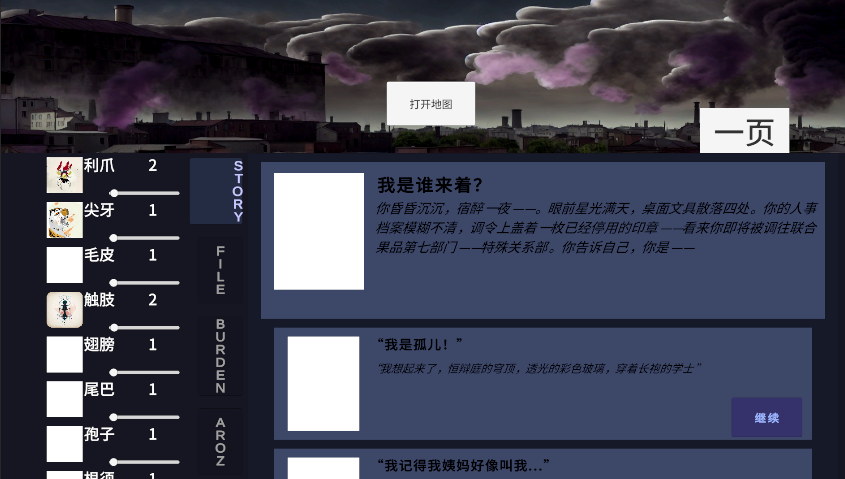 打开地图
一页
利爪 2
尖牙 1
毛皮 1
触肢 2
翅膀 1
尾巴 1
孢子 1
STORY
FILE
BURDEN
AROZ
我是谁来着？
你昏昏沉沉，宿醉一夜——。眼前星光满天，桌面文具散落四处。你的人事
档案模糊不清，调令上盖着一枚已经停用的印章——看来你即将被调往联合
果品第七部门——特殊关系部。你告诉自己，你是——
“我是孤儿！”
“我想起来了，恒辩庭的穹顶，透光的彩色玻璃，穿着长袍的学士”
继续
“我记得我姨妈好像叫我...”